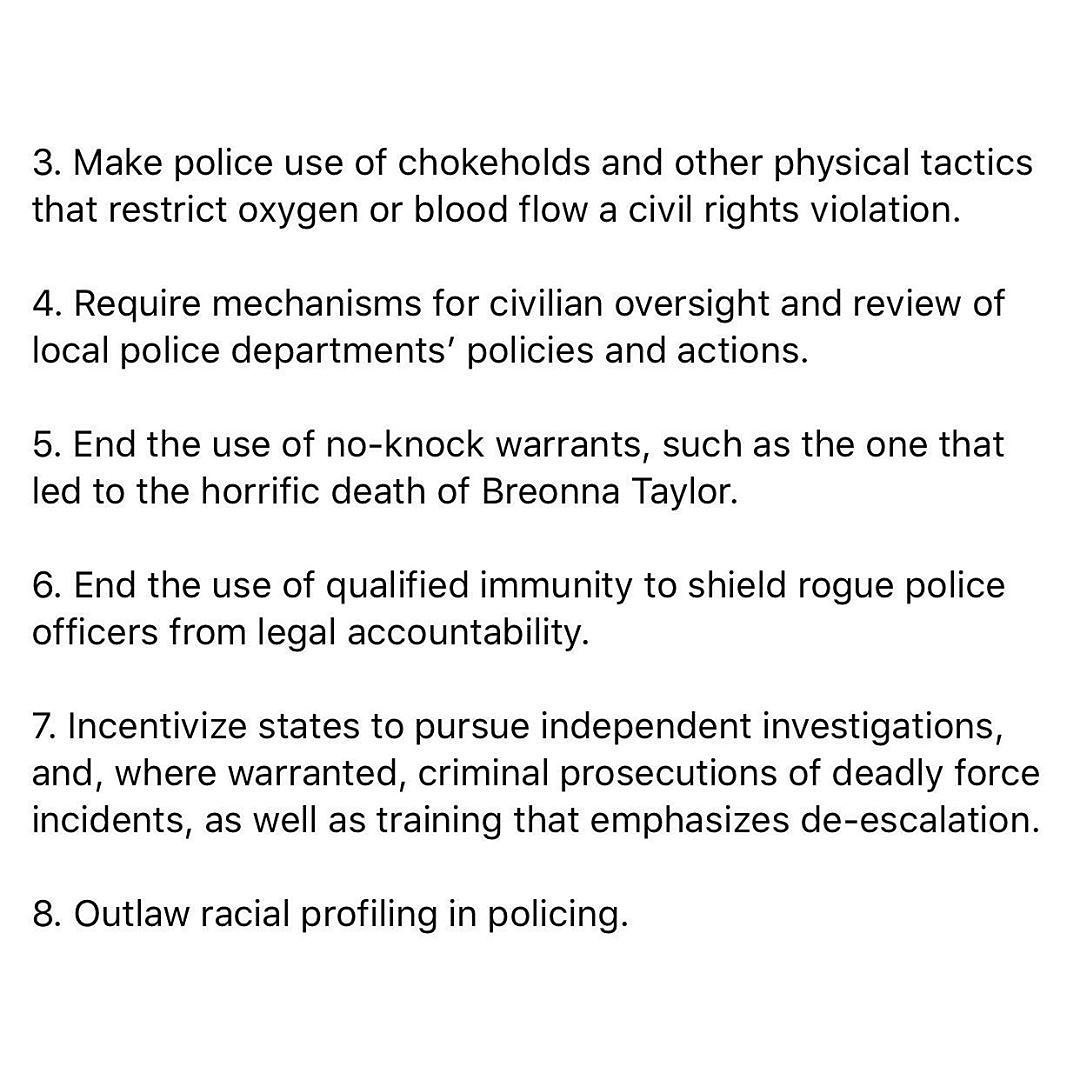 3. Make police use of chokeholds and other physical tactics
that restrict oxygen or blood flow a civil rights violation.
4. Require mechanisms for civilian oversight and review of
local police departments’ policies and actions.
5. End the use of no-knock warrants, such as the one that
led to the horrific death of Breonna Taylor.
6. End the use of qualified immunity to shield rogue police
officers from legal accountability.
7. Incentivize states to pursue independent investigations,
and, where warranted, criminal prosecutions of deadly force
incidents, as well as training that emphasizes de-escalation.
8. Outlaw racial profiling in policing.